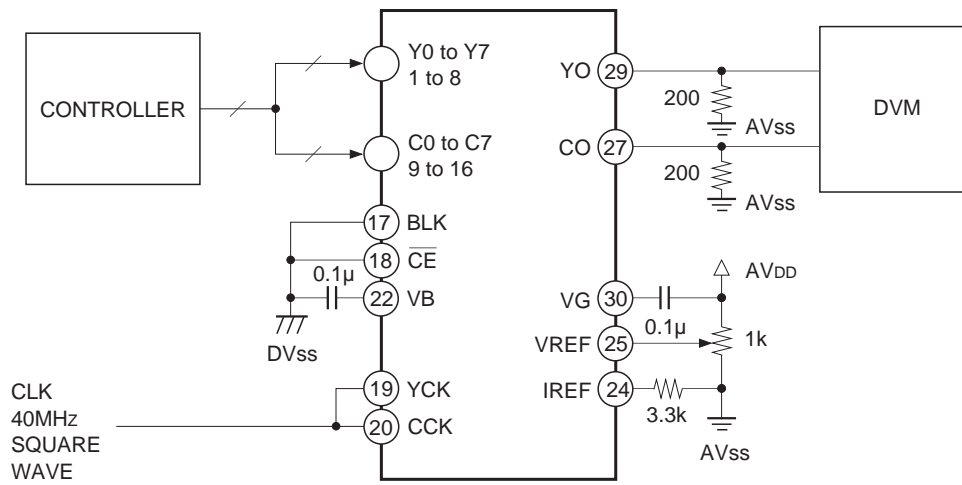 CONTROLLER
Y0 to Y7
1 to 8
C0 to C7
9 to 16
17
BLK
18
CE
0.1µ
22
VB
DVss
CLK
40MHz
SQUARE
WAVE
19
YCK
20
CCK
YO
29
200
AVss
CO
27
200
AVss
DVM
AVDD
VG
30
0.1µ
VREF
25
1k
IREF
24
3.3k
AVss